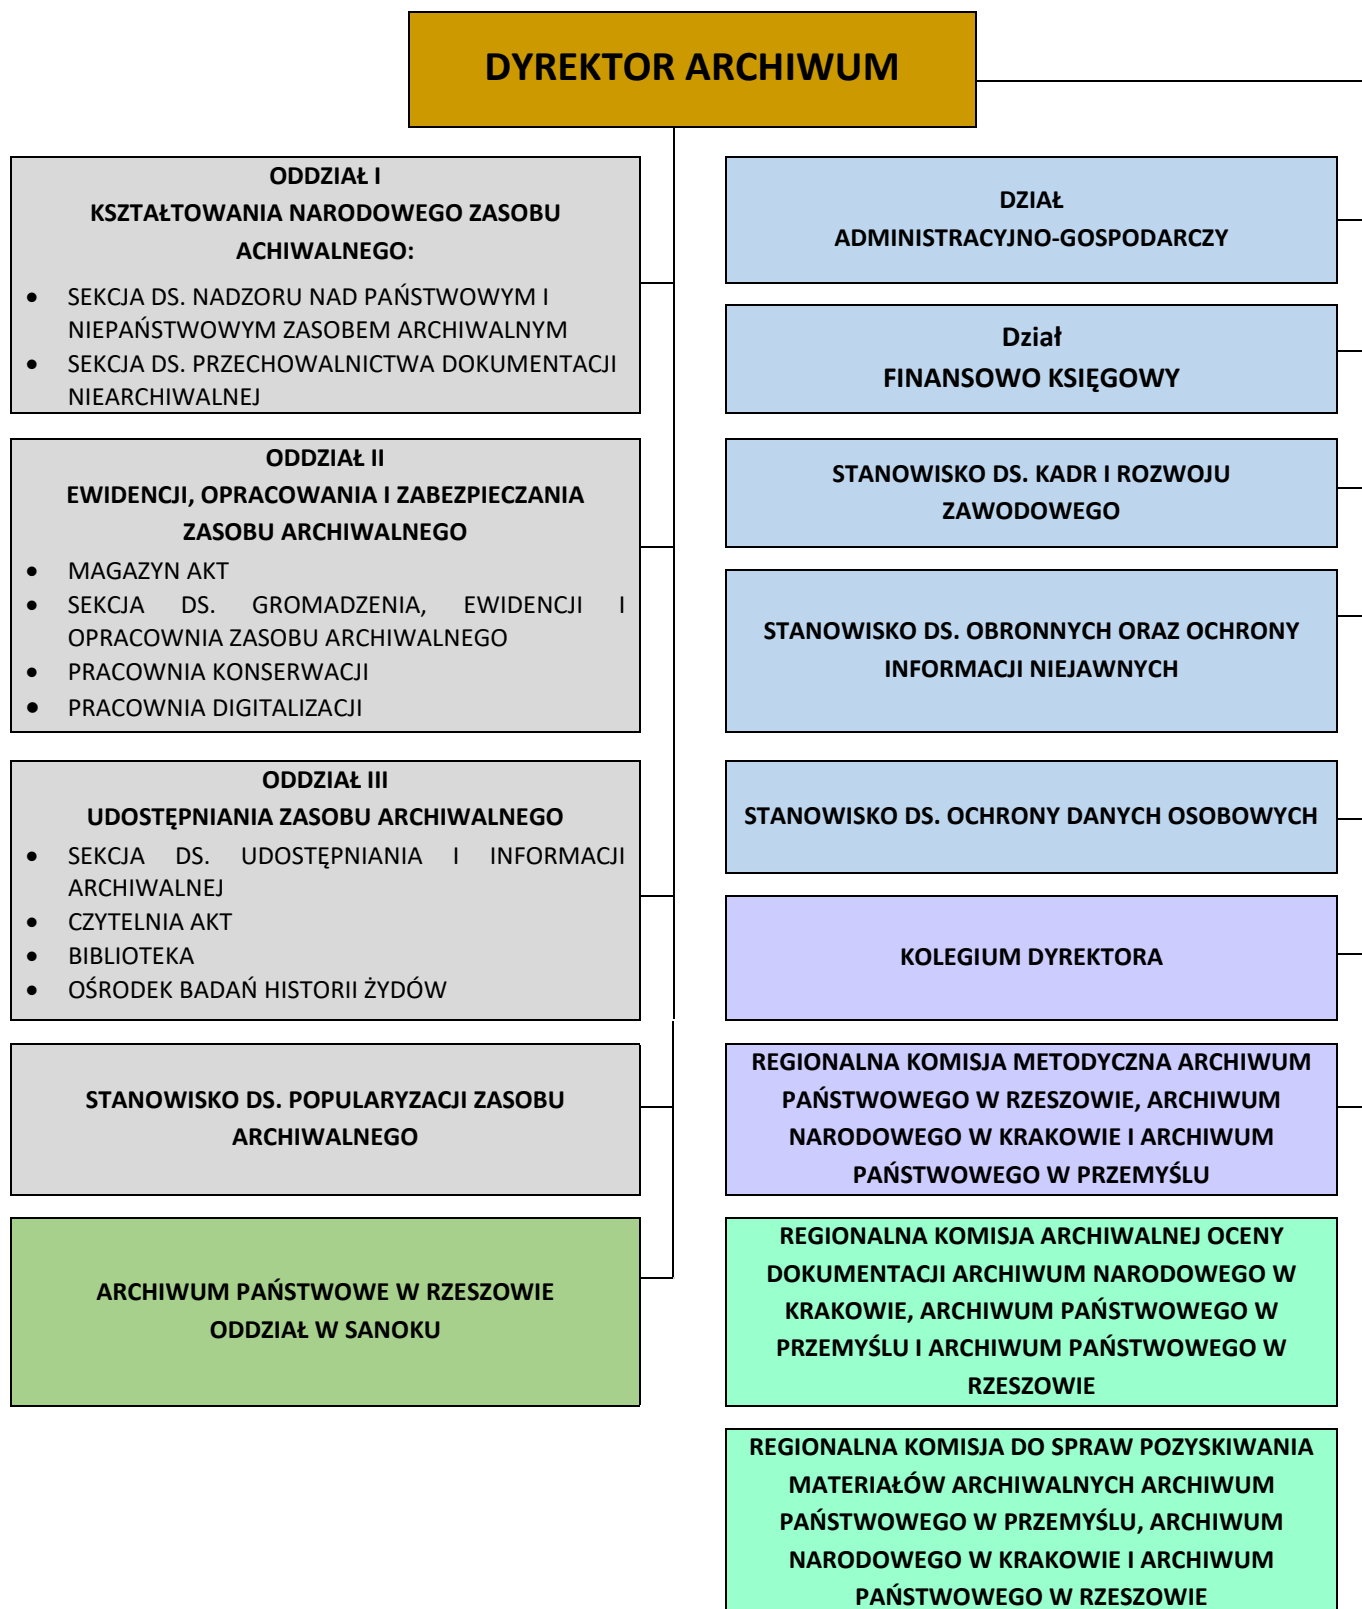 DYREKTOR ARCHIWUM
ODDZIAŁ I
KSZTAŁTOWANIA NARODOWEGO ZASOBU
ACHIWALNEGO:
• SEKCJA DS. NADZORU NAD PAŃSTWOWYM I
NIEPAŃSTWOWYM ZASOBEM ARCHIWALNYM
• SEKCJA DS. PRZECHOWALNICTWA DOKUMENTACJI
NIEARCHIWALNEJ
ODDZIAŁ II
EWIDENCJI, OPRACOWANIA I ZABEZPIECZANIA
ZASOBU ARCHIWALNEGO
• MAGAZYN AKT
• SEKCJA DS. GROMADZENIA, EWIDENCJI I
OPRACOWNIA ZASOBU ARCHIWALNEGO
• PRACOWNIA KONSERWACJI
• PRACOWNIA DIGITALIZACJI
ODDZIAŁ III
UDOSTĘPNIANIA ZASOBU ARCHIWALNEGO
• SEKCJA DS. UDOSTĘPNIANIA I INFORMACJI
ARCHIWALNEJ
• CZYTELNIA AKT
• BIBLIOTEKA
• OŚRODEK BADAŃ HISTORII ŻYDÓW
STANOWISKO DS. POPULARYZACJI ZASOBU
ARCHIWALNEGO
ARCHIWUM PAŃSTWOWE W RZESZOWIE
ODDZIAŁ W SANOKU
DZIAŁ
ADMINISTRACYJNO-GOSPODARCZY
Dział
FINANSOWO KSIĘGOWY
STANOWISKO DS. KADR I ROZWOJU
ZAWODOWEGO
STANOWISKO DS. OBRONNYCH ORAZ OCHRONY
INFORMACJI NIEJAWNYCH
STANOWISKO DS. OCHRONY DANYCH OSOBOWYCH
KOLEGIUM DYREKTORA
REGIONALNA KOMISJA METODYCZNA ARCHIWUM
PAŃSTWOWEGO W RZESZOWIE, ARCHIWUM
NARODOWEGO W KRAKOWIE I ARCHIWUM
PAŃSTWOWEGO W PRZEMYŚLU
REGIONALNA KOMISJA ARCHIWALNEJ OCENY
DOKUMENTACJI ARCHIWUM NARODOWEGO W
KRAKOWIE, ARCHIWUM PAŃSTWOWEGO W
PRZEMYŚLU I ARCHIWUM PAŃSTWOWEGO W
RZESZOWIE
REGIONALNA KOMISJA DO SPRAW POZYSKIWANIA
MATERIAŁÓW ARCHIWALNYCH ARCHIWUM
PAŃSTWOWEGO W PRZEMYŚLU, ARCHIWUM
NARODOWEGO W KRAKOWIE I ARCHIWUM
PAŃSTWOWEGO W RZESZOWIE